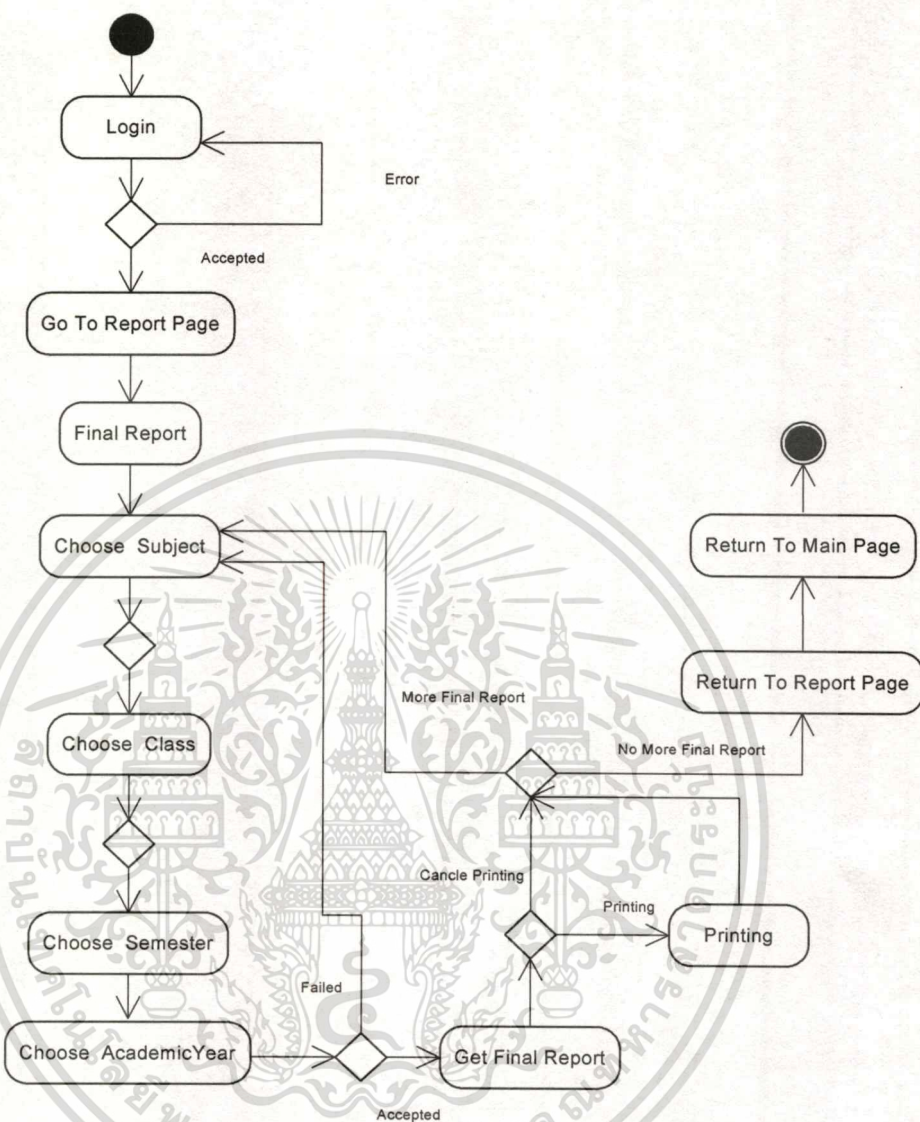 Login
Error
Accepted
Go To Report Page
Final Report
Choose Subject
Return To Main Page
Return To Report Page
More Final Report
No More Final Report
Choose Class
Cancle Printing
Printing
Printing
Choose Semester
Failed
Choose AcademicYear
Get Final Report
Accepted